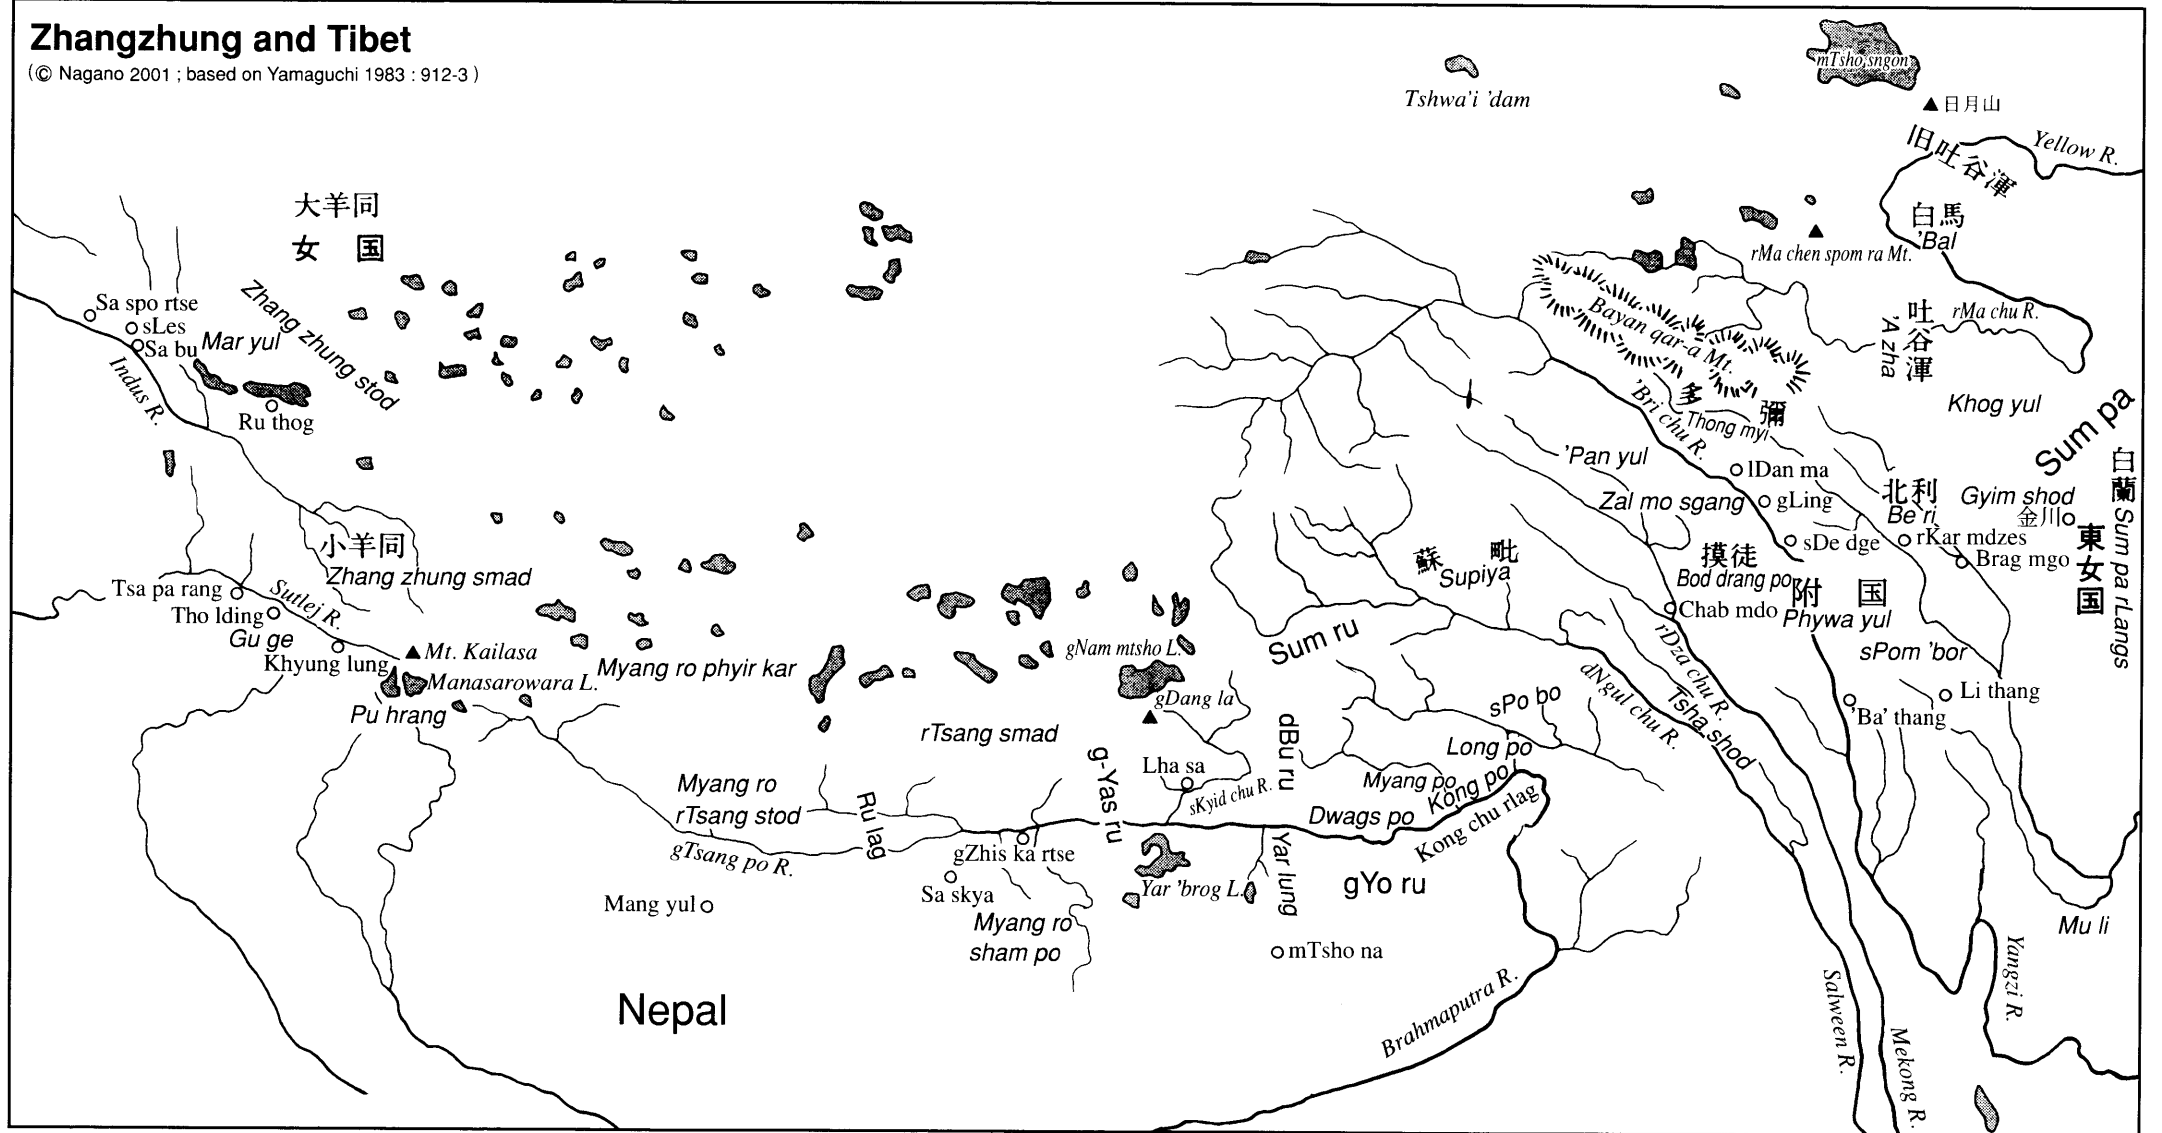 Zhangzhung and Tibet
(© Nagano 2001 ; based on Yamaguchi 1983 : 912-3 )
mTsho sngon
Tshwa'i 'dam
日月山
旧吐谷渾
Yellow R.
大羊同
女 国
白馬
'Bal
rMa chen spom ra Mt.
Zhang zhung stod
Sa spo rtse
sLes
Sa bu
Mar yul
Indus R.
Ru thog
Bayan qar-a Mt.
吐谷渾
'A zha
rMa chu R.
Khog yul
Sum pa
'Bri chu R.
多 彌
Thong myi
'Pan yul
lDan ma
Zal mo sgang
gLing
北利
Be ri
Gyim shod
金川
白蘭 Sum pa rLangs
東女国
sDe dge
rKar mdzes
Brag mgo
小羊同
Zhang zhung smad
蘇 毗
Supiya
摸徒
Bod drang po
附 国
Phywa yul
Chab mdo
Tsa pa rang
Tho lding
Sutlej R.
Gu ge
Khyung lung
Mt. Kailasa
Manasarowara L.
Pu hrang
Myang ro phyir kar
gNam mtsho L.
gDang la
Sum ru
rDza chu R.
dNgul chu R.
Tsha shod
sPom 'bor
Li thang
'Ba' thang
sPo bo
Long po
rTsang smad
g-Yas ru
dBu ru
Lha sa
sKyid chu R.
Myang po
Kong po
Kong chu rlag
Dwags po
Myang ro
rTsang stod
Ru lag
gTsang po R.
gZhis ka rtse
Sa skya
Mang yul
Myang ro
sham po
Yar 'brog L.
Yar lung
gYo ru
mTsho na
Mu li
Nepal
Brahmaputra R.
Salween R.
Mekong R.
Yangzi R.